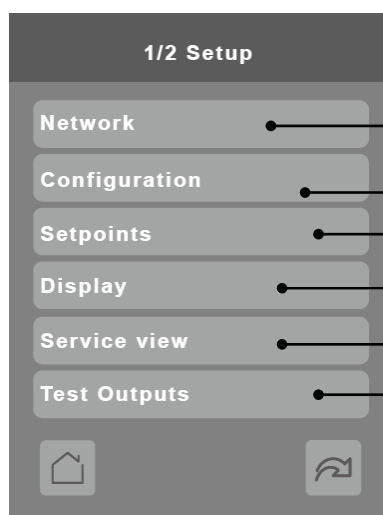 1/2 Setup
Network
Configuration
Setpoints
Display
Service view
Test Outputs